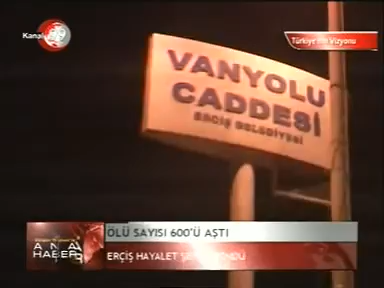 Kanal
Türkiye'nin Vizyonu
VANYOLU
CADDESİ
ERCİŞ BELEDİYESİ
ÖLÜ SAYISI 600'Ü AŞTI
ANA
HABER
ERCİŞ HAYALET